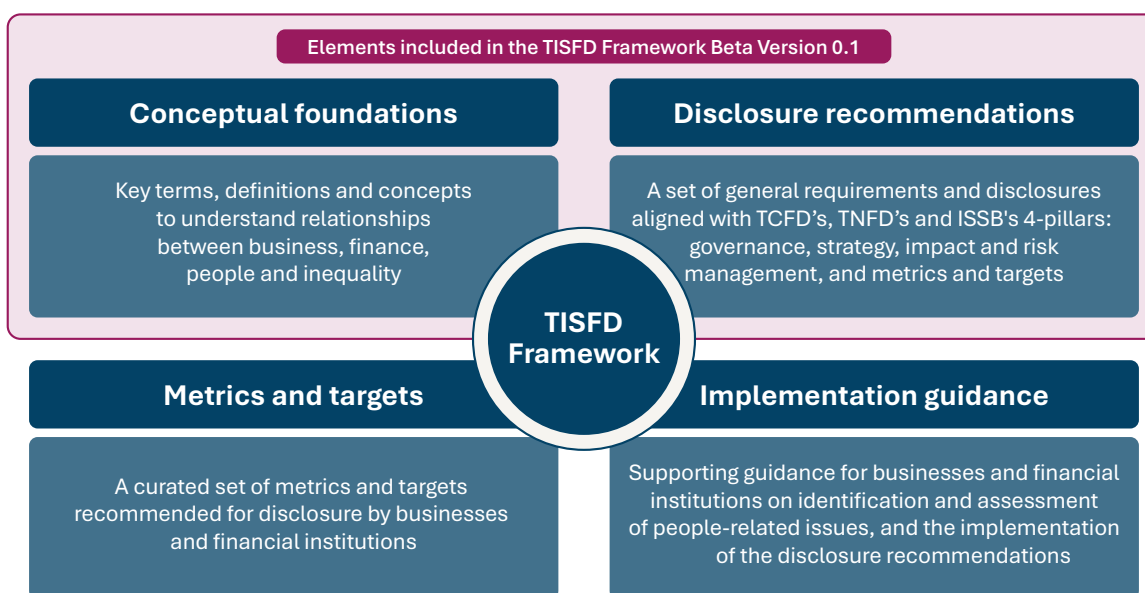 Elements included in the TISFD Framework Beta Version 0.1
Conceptual foundations
Key terms, definitions and concepts
to understand relationships
between business, finance,
people and inequality
Disclosure recommendations
A set of general requirements and disclosures
aligned with TCFD's, TNFD's and ISSB's 4-pillars:
governance, strategy, impact and risk
management, and metrics and targets
TISFD
Framework
Metrics and targets
A curated set of metrics and targets
recommended for disclosure by businesses
and financial institutions
Implementation guidance
Supporting guidance for businesses and financial
institutions on identification and assessment
of people-related issues, and the implementation
of the disclosure recommendations